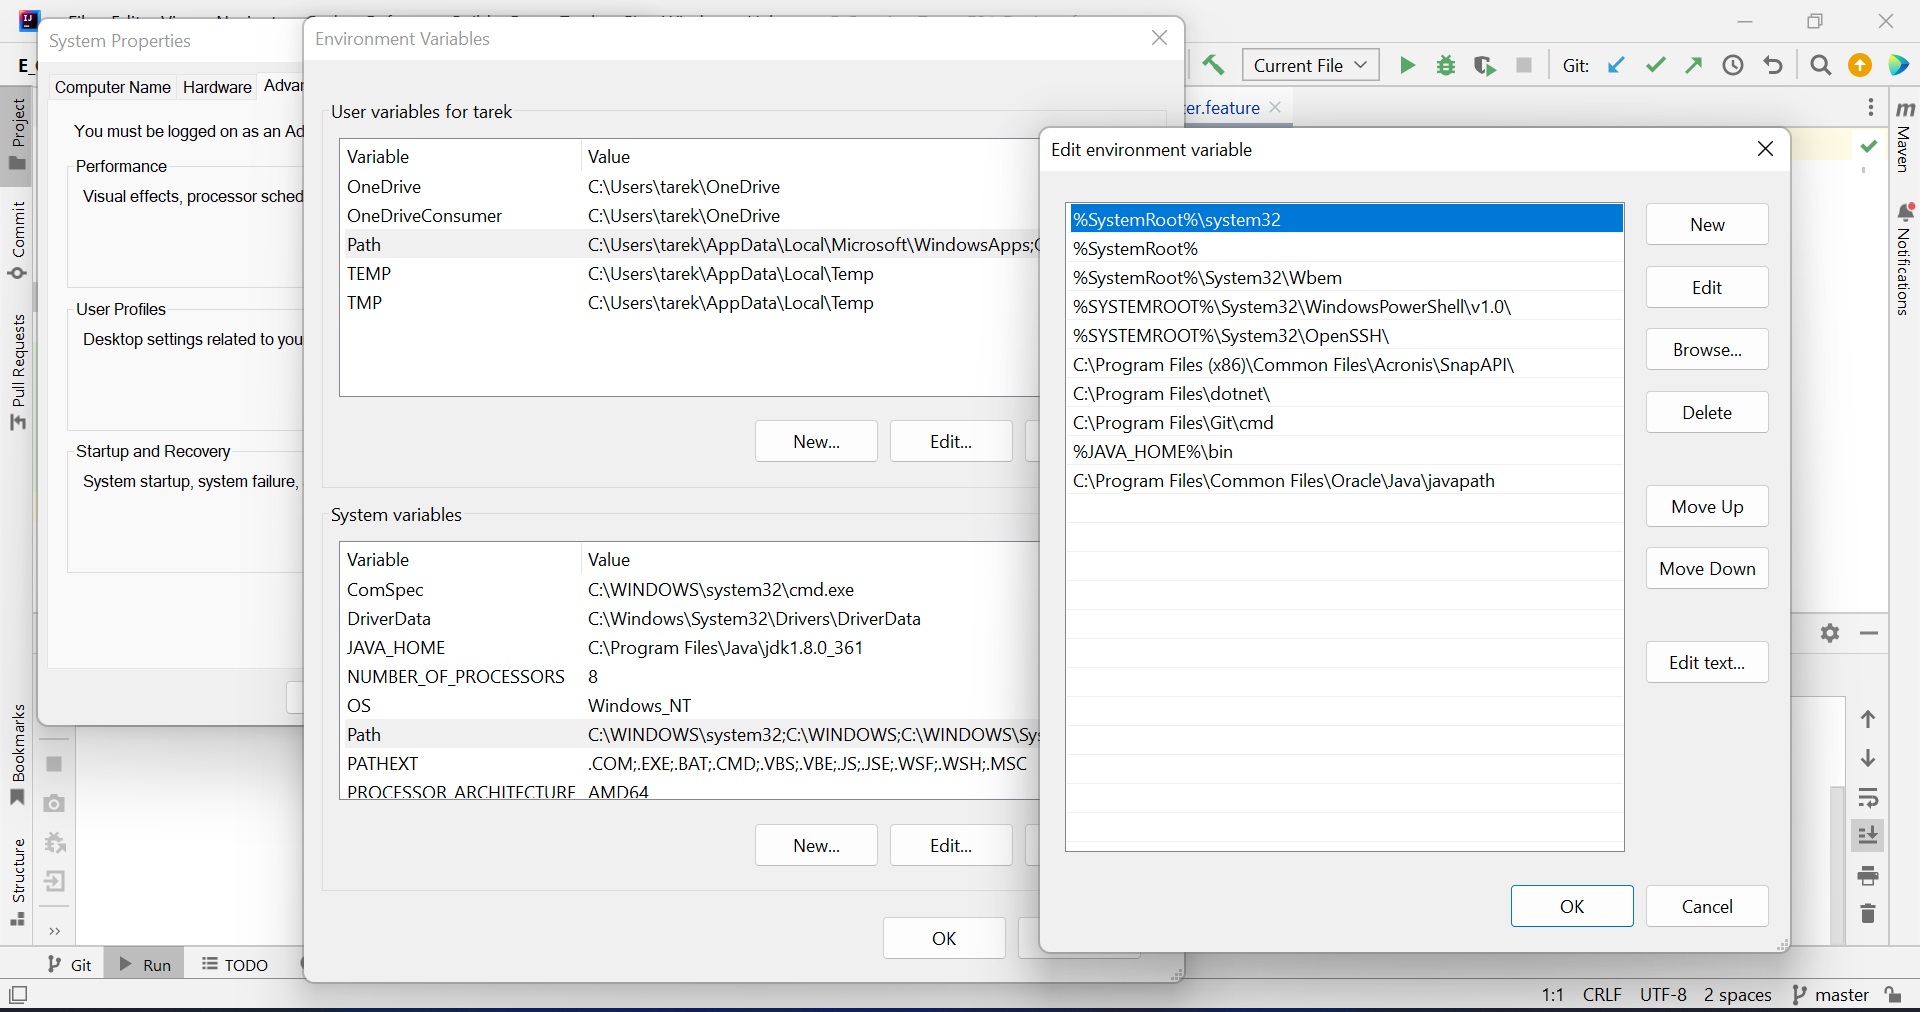 System Properties
Computer Name
Hardware
You must be logged on as an
Performance
Visual effects, processor
User Profiles
Desktop settings related to
Startup and Recovery
System startup, system failure,
Environment Variables
User variables for tarek
Variable Value
OneDrive C:\Users\tarek\OneDrive
OneDriveConsumer C:\Users\tarek\OneDrive
Path C:\Users\tarek\AppData\Local\Microsoft\WindowsApps;
TEMP C:\Users\tarek\AppData\Local\Temp
TMP C:\Users\tarek\AppData\Local\Temp
New...
Edit...
System variables
Variable Value
ComSpec C:\WINDOWS\system32\cmd.exe
DriverData C:\Windows\System32\Drivers\DriverData
JAVA_HOME C:\Program Files\Java\jdk1.8.0_361
NUMBER_OF_PROCESSORS 8
OS Windows_NT
Path C:\WINDOWS\system32;C:\WINDOWS;C:\WINDOWS\Sy
PATHEXT .COM;.EXE;.BAT;.CMD;.VBS;.VBE;.JS;.JSE;.WSF;.WSH;.MSC
PROCESSOR_ARCHITECTURE AMD64
New...
Edit...
OK
Edit environment variable
%SystemRoot%\system32
%SystemRoot%
%SystemRoot%\System32\Wbem
%SYSTEMROOT%\System32\WindowsPowerShell\v1.0\
%SYSTEMROOT%\System32\OpenSSH\
C:\Program Files (x86)\Common Files\Acronis\SnapAPI\
C:\Program Files\dotnet\
C:\Program Files\Git\cmd
%JAVA_HOME%\bin
C:\Program Files\Common Files\Oracle\Java\javapath
New
Edit
Browse...
Delete
Move Up
Move Down
Edit text...
OK
Cancel
Current File
Git:
er.feature
Project
Commit
Pull Requests
Bookmarks
Structure
m
Maven
Notifications
Git
Run
TODO
1:1 CRLF UTF-8 2 spaces master
IJ